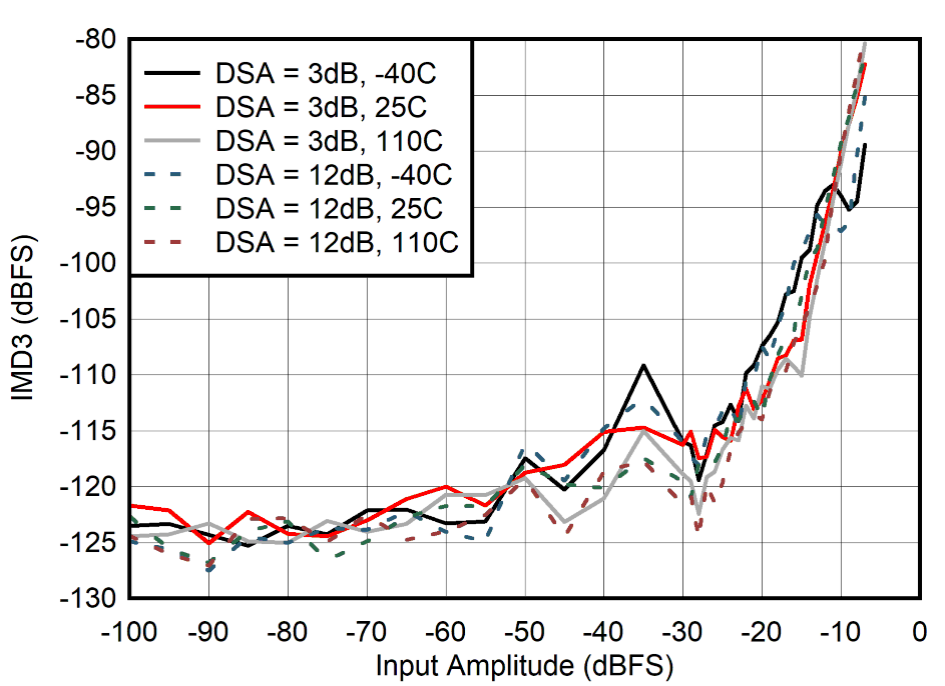 -80
-85
-90
-95
-100
-105
-110
-115
-120
-125
-130
IMD3 (dBFS)
DSA = 3dB, -40C
DSA = 3dB, 25C
DSA = 3dB, 110C
DSA = 12dB, -40C
DSA = 12dB, 25C
DSA = 12dB, 110C
-100 -90 -80 -70 -60 -50 -40 -30 -20 -10 0
Input Amplitude (dBFS)